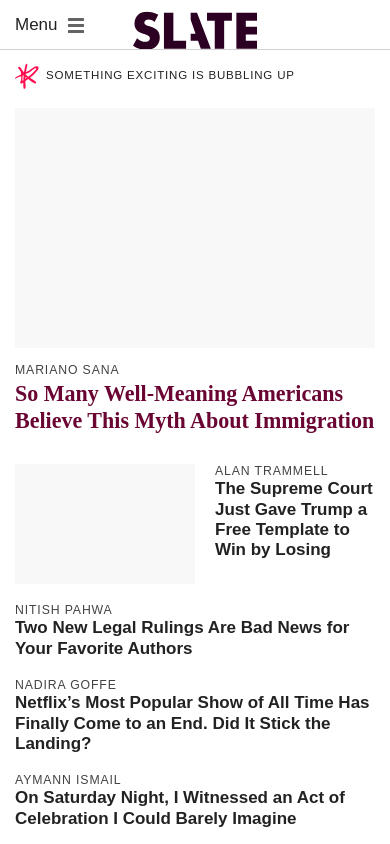 Menu
SLATE
SOMETHING EXCITING IS BUBBLING UP
MARIANO SANA
So Many Well-Meaning Americans
Believe This Myth About Immigration
ALAN TRAMMELL
The Supreme Court
Just Gave Trump a
Free Template to
Win by Losing
NITISH PAHWA
Two New Legal Rulings Are Bad News for
Your Favorite Authors
NADIRA GOFFE
Netflix’s Most Popular Show of All Time Has
Finally Come to an End. Did It Stick the
Landing?
AYMANN ISMAIL
On Saturday Night, I Witnessed an Act of
Celebration I Could Barely Imagine